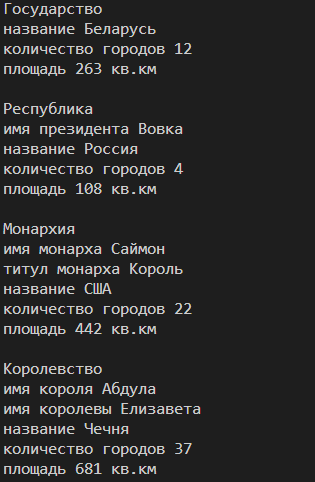 Государство
название Беларусь
количество городов 12
площадь 263 кв.км

Республика
имя президента Вовка
название Россия
количество городов 4
площадь 108 кв.км

Монархия
имя монарха Саймон
титул монарха Король
название США
количество городов 22
площадь 442 кв.км

Королевство
имя короля Абдула
имя королевы Елизавета
название Чечня
количество городов 37
площадь 681 кв.км